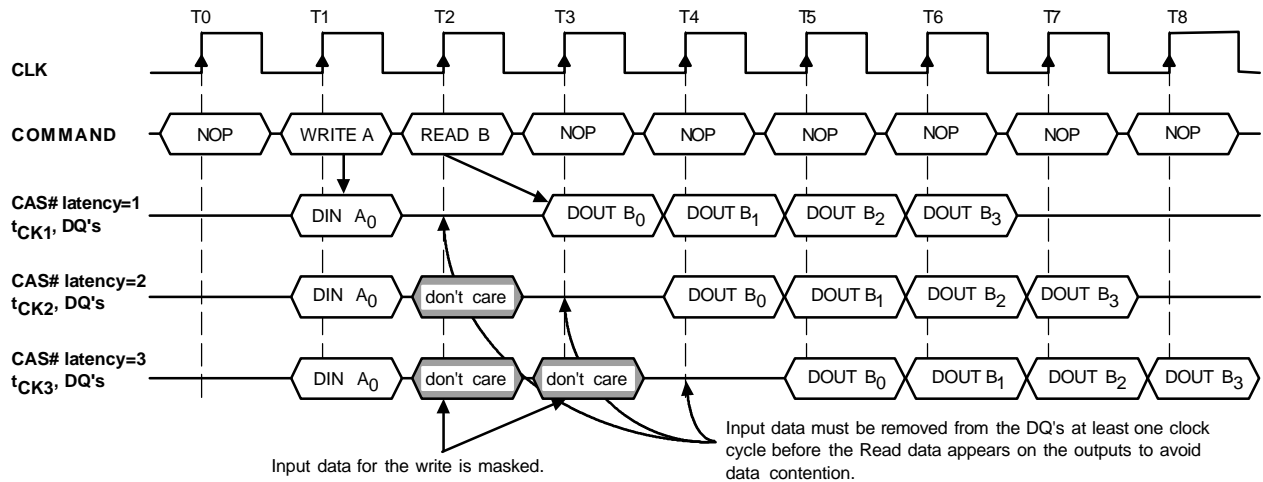 T0 T1 T2 T3 T4 T5 T6 T7 T8
CLK
COMMAND NOP WRITE A READ B NOP NOP NOP NOP NOP NOP
CAS# latency=1
tCK1, DQ's DIN A0 DOUT B0 DOUT B1 DOUT B2 DOUT B3
CAS# latency=2
tCK2, DQ's DIN A0 don't care DOUT B0 DOUT B1 DOUT B2 DOUT B3
CAS# latency=3
tCK3, DQ's DIN A0 don't care don't care DOUT B0 DOUT B1 DOUT B2 DOUT B3
Input data for the write is masked.
Input data must be removed from the DQ's at least one clock
cycle before the Read data appears on the outputs to avoid
data contention.